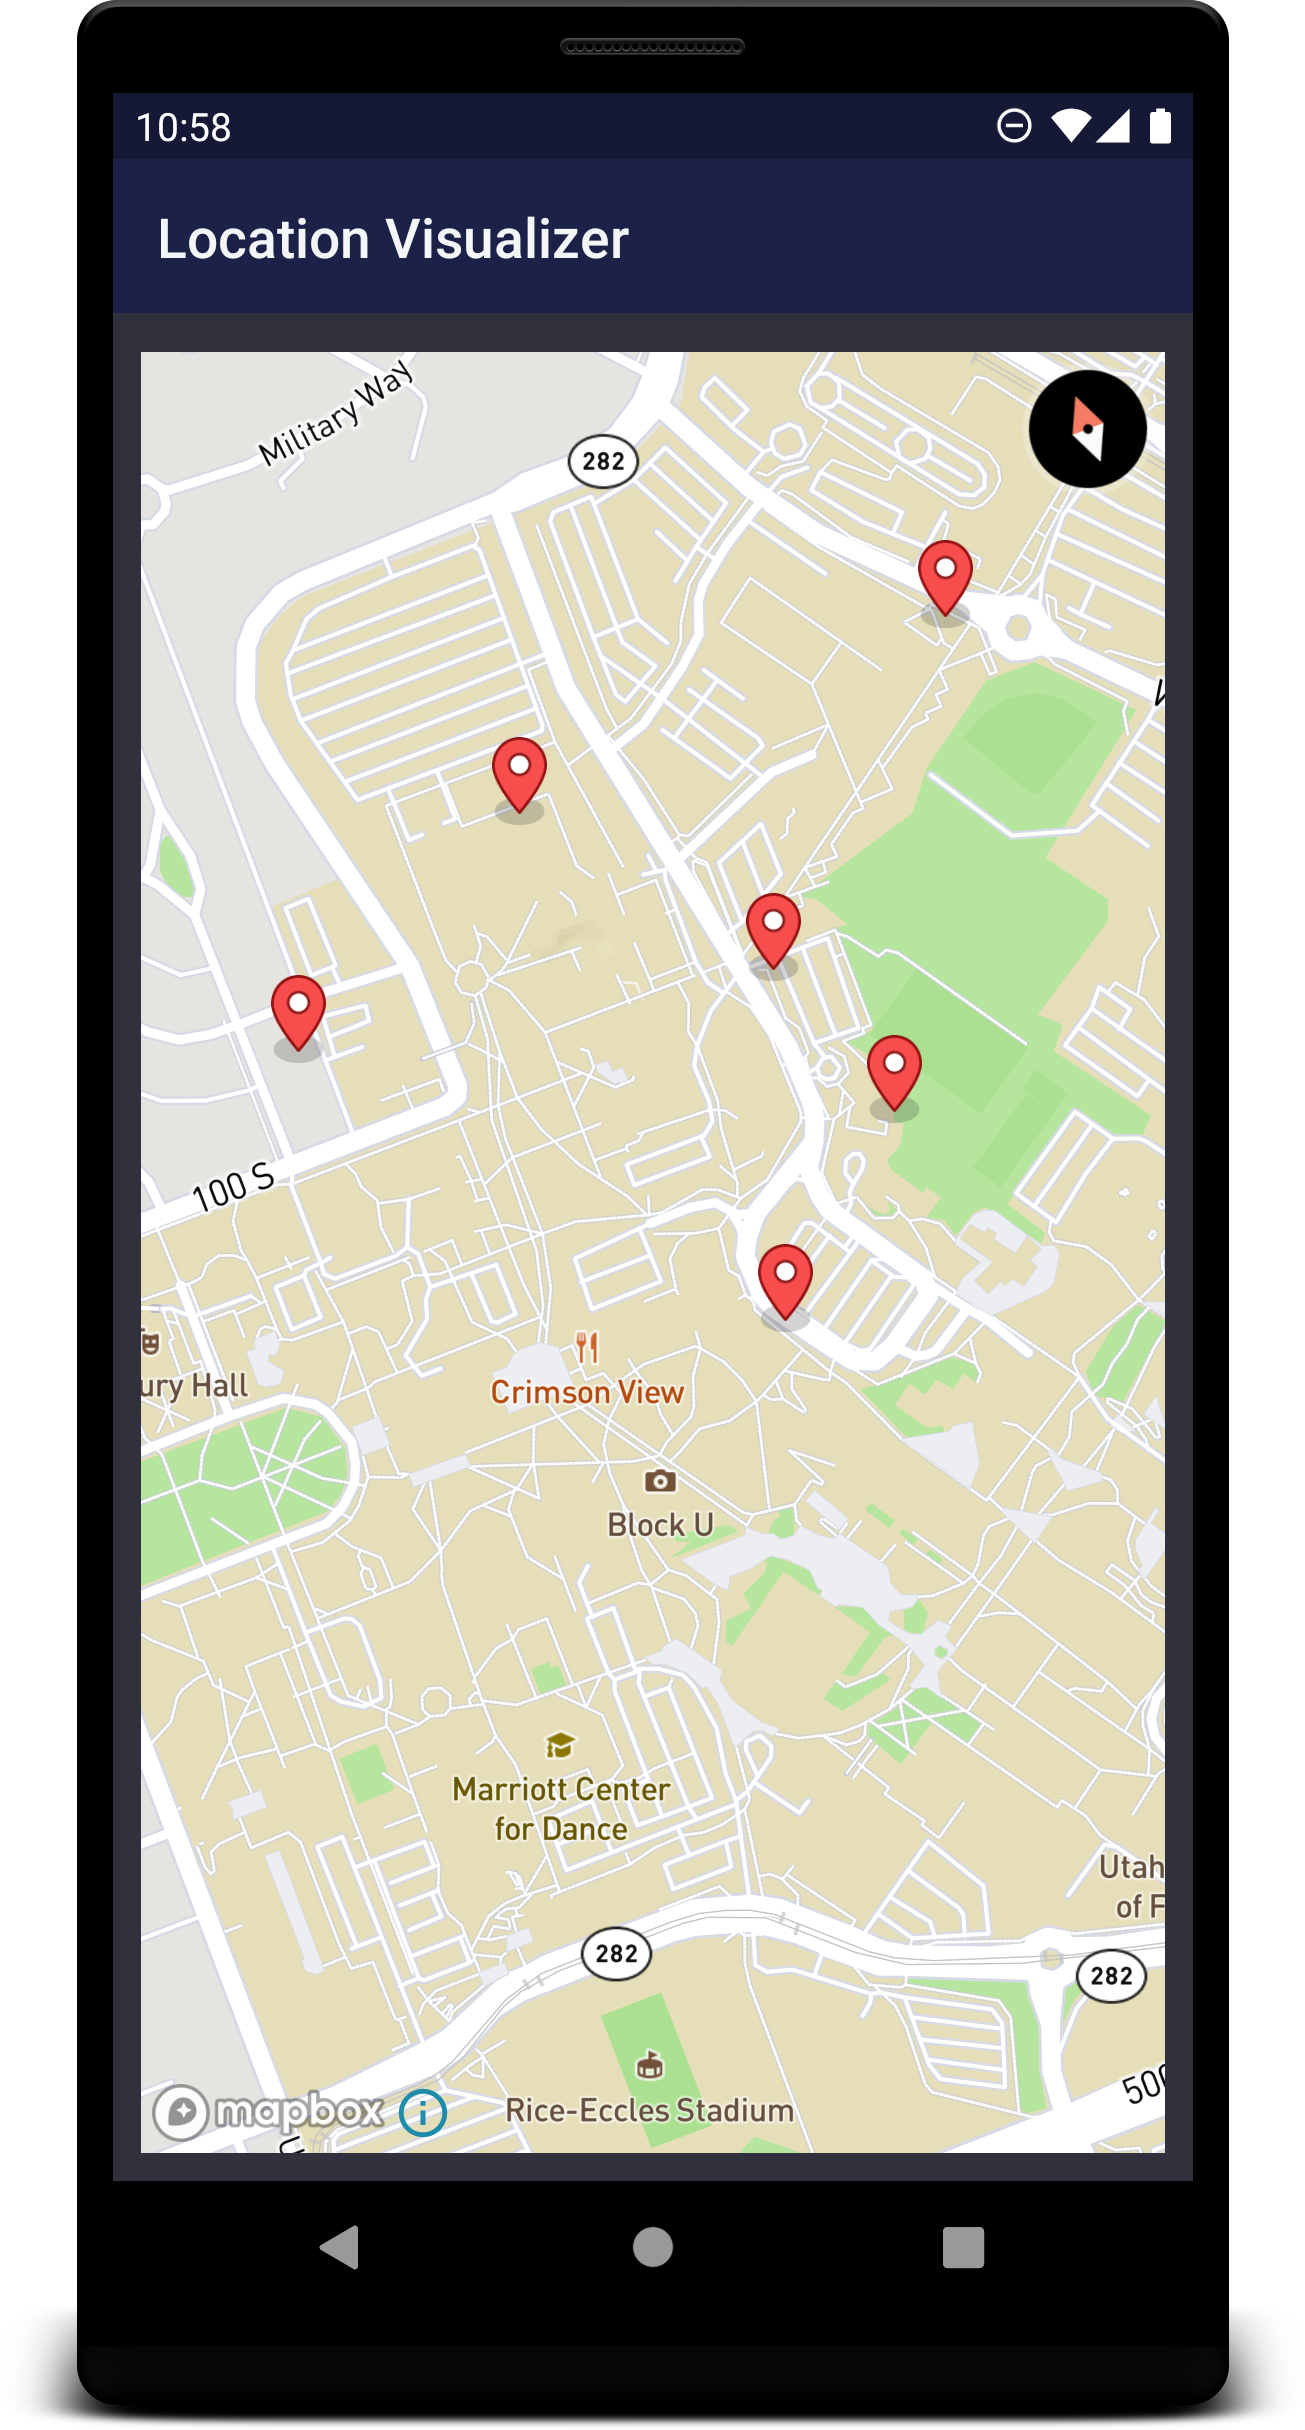 10:58
Location Visualizer
Military Way
282
100 S
ury Hall
Crimson View
Block U
Marriott Center
for Dance
Utah
of F
282
282
500
Rice-Eccles Stadium
mapbox
i